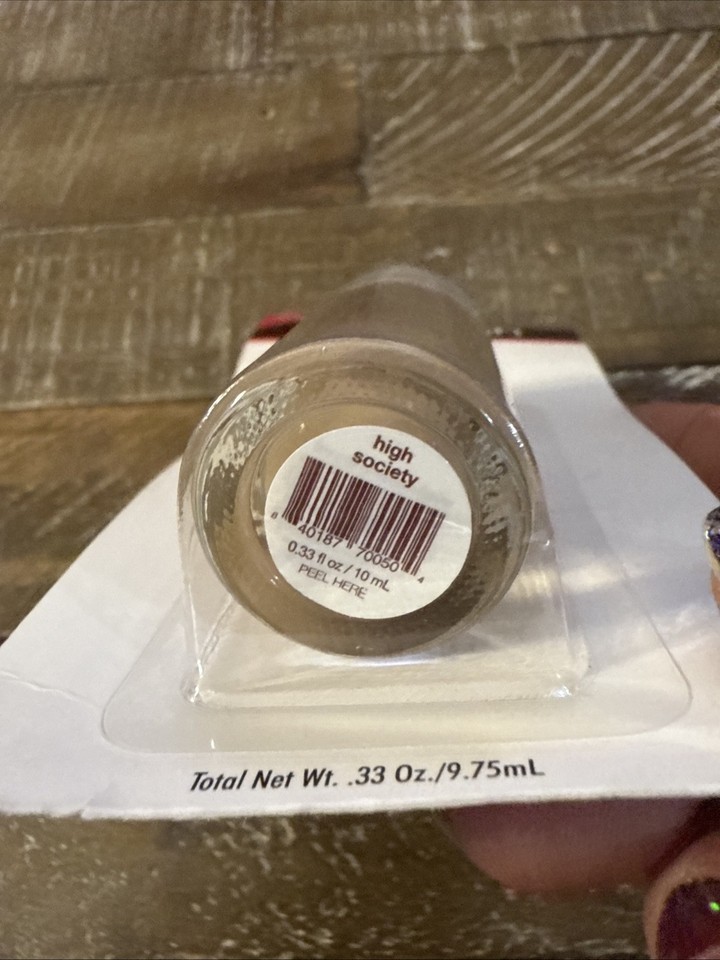 high
society
8 40187 70050 4
0.33 fl oz / 10 mL
PEEL HERE
Total Net Wt. .33 Oz./9.75mL